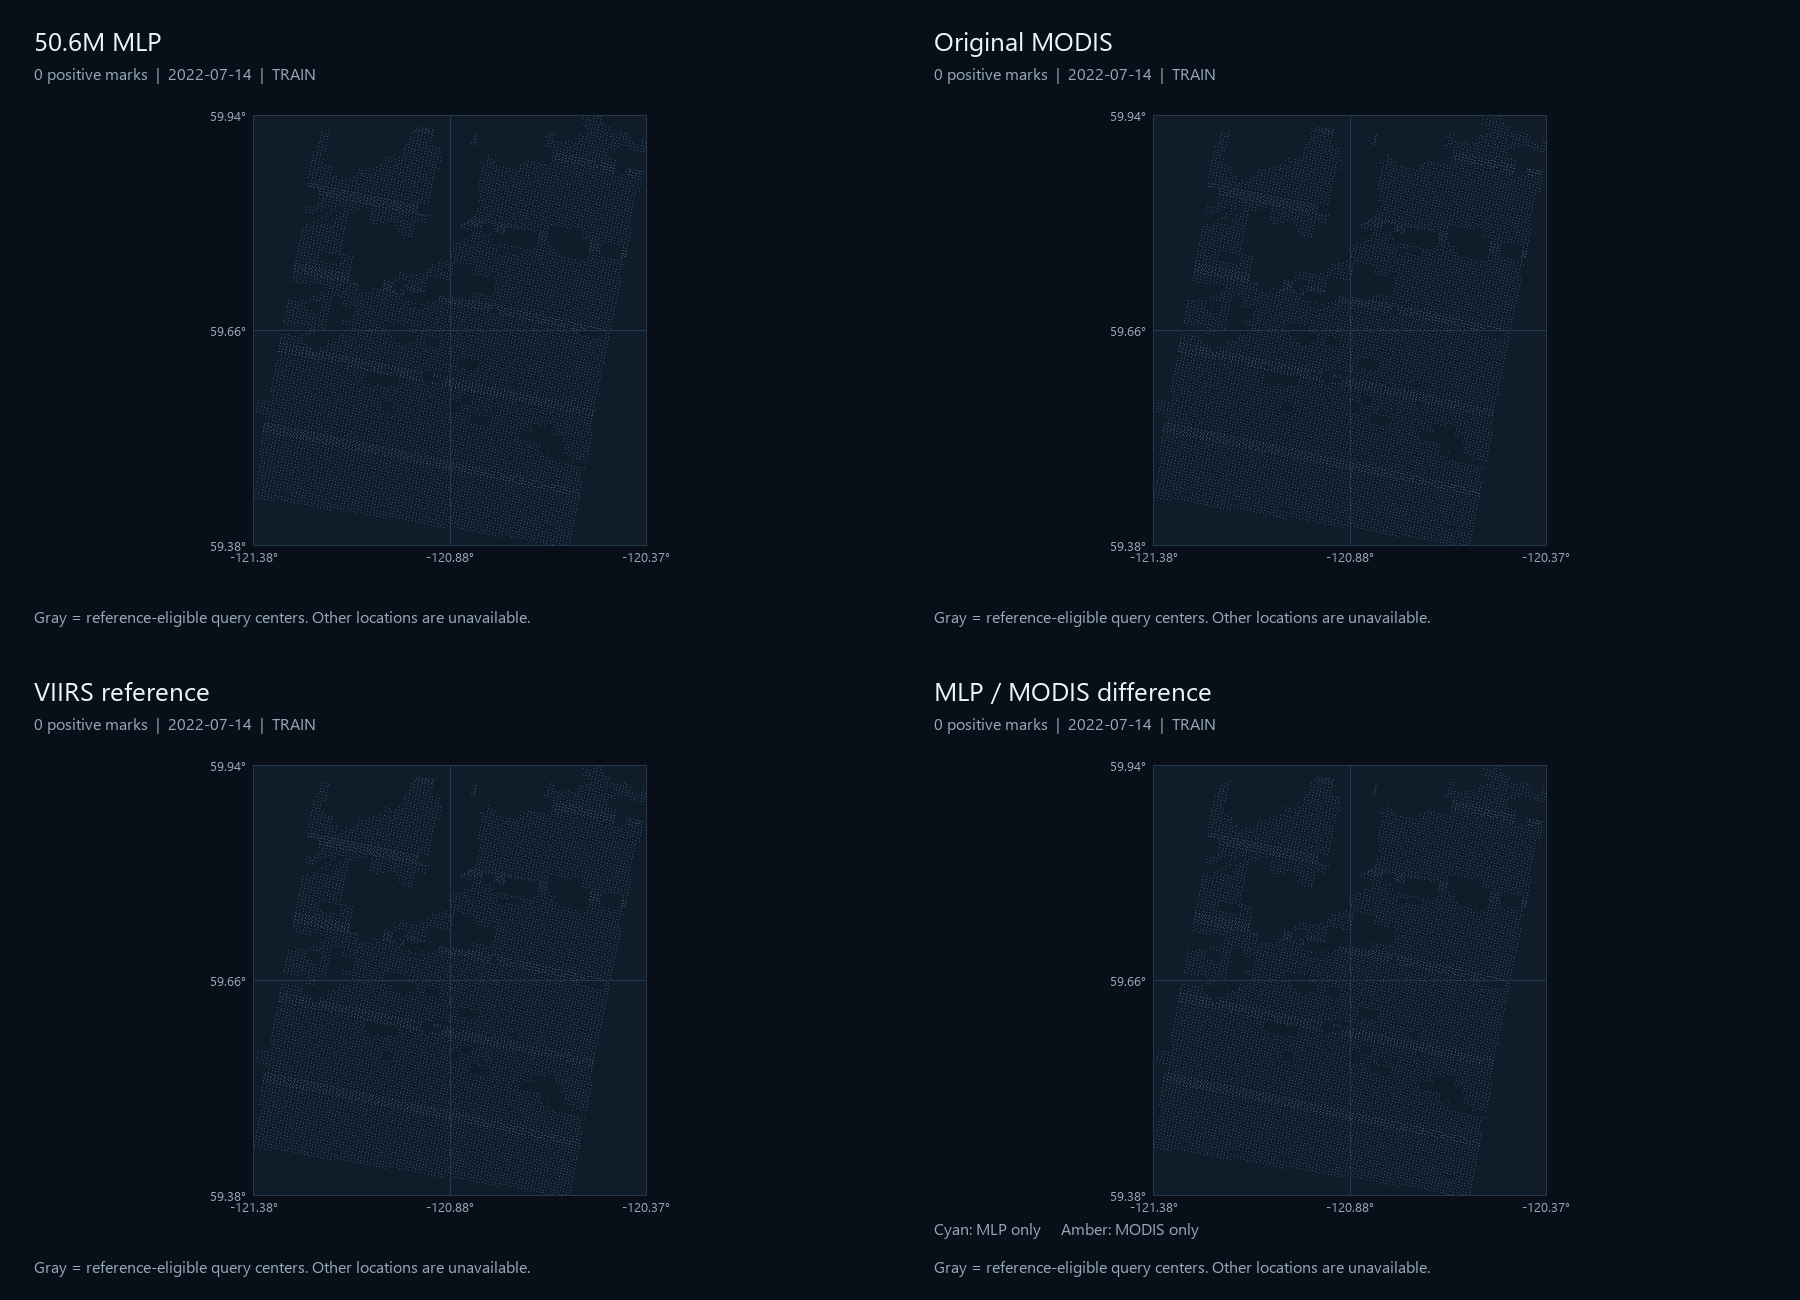 50.6M MLP
0 positive marks | 2022-07-14 | TRAIN
59.94°
59.66°
59.38°
-121.38°
-120.88°
-120.37°
Gray = reference-eligible query centers. Other locations are unavailable.
Original MODIS
0 positive marks | 2022-07-14 | TRAIN
59.94°
59.66°
59.38°
-121.38°
-120.88°
-120.37°
Gray = reference-eligible query centers. Other locations are unavailable.
VIIRS reference
0 positive marks | 2022-07-14 | TRAIN
59.94°
59.66°
59.38°
-121.38°
-120.88°
-120.37°
Gray = reference-eligible query centers. Other locations are unavailable.
MLP / MODIS difference
0 positive marks | 2022-07-14 | TRAIN
59.94°
59.66°
59.38°
-121.38°
-120.88°
-120.37°
Cyan: MLP only Amber: MODIS only
Gray = reference-eligible query centers. Other locations are unavailable.